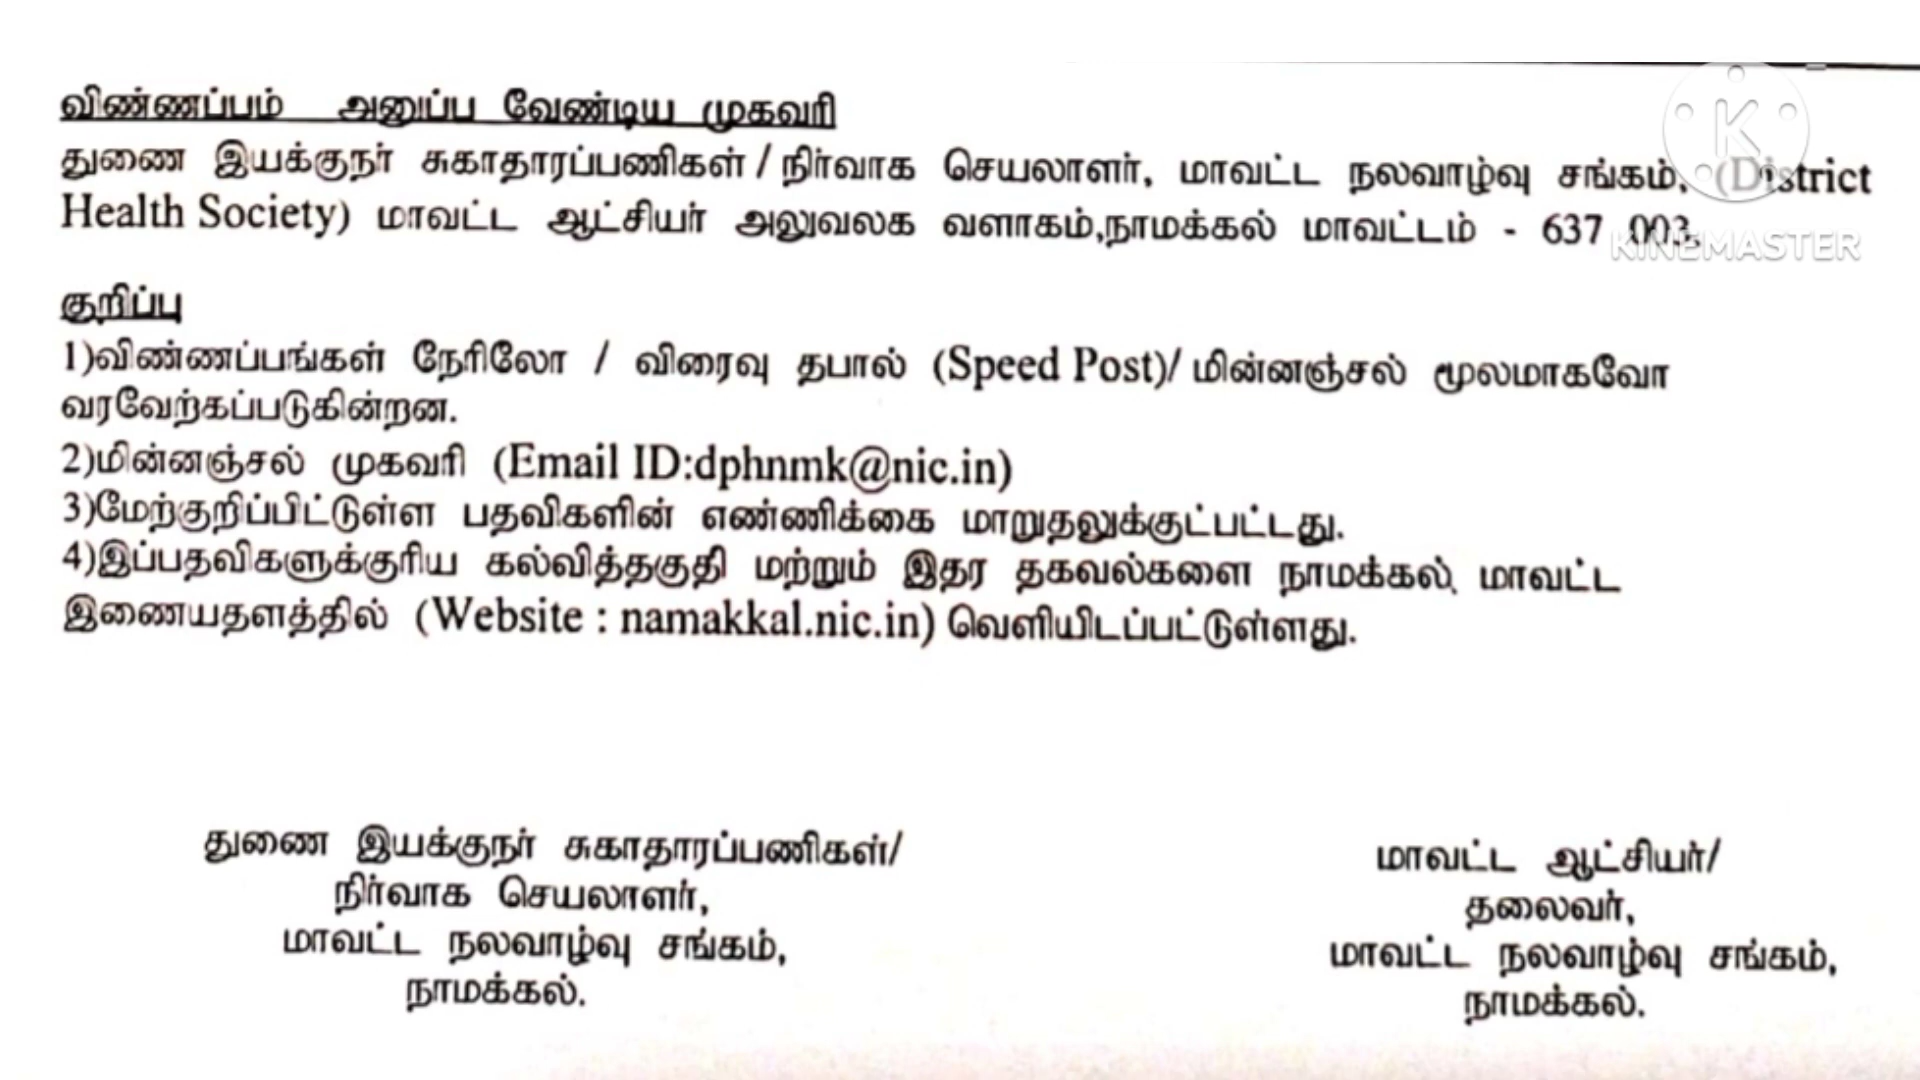 விண்ணப்பம் அனுப்ப வேண்டிய முகவரி
துணை இயக்குநர் சுகாதாரப்பணிகள் / நிர்வாக செயலாளர், மாவட்ட நலவாழ்வு சங்கம், (District
Health Society) மாவட்ட ஆட்சியர் அலுவலக வளாகம்,நாமக்கல் மாவட்டம் - 637 003.
குறிப்பு
1)விண்ணப்பங்கள் நேரிலோ / விரைவு தபால் (Speed Post)/ மின்னஞ்சல் மூலமாகவோ
வரவேற்கப்படுகின்றன.
2)மின்னஞ்சல் முகவரி (Email ID:dphnmk@nic.in)
3)மேற்குறிப்பிட்டுள்ள பதவிகளின் எண்ணிக்கை மாறுதலுக்குட்பட்டது.
4)இப்பதவிகளுக்குரிய கல்வித்தகுதி மற்றும் இதர தகவல்களை நாமக்கல் மாவட்ட
இணையதளத்தில் (Website : namakkal.nic.in) வெளியிடப்பட்டுள்ளது.
துணை இயக்குநர் சுகாதாரப்பணிகள்/
நிர்வாக செயலாளர்,
மாவட்ட நலவாழ்வு சங்கம்,
நாமக்கல்.
மாவட்ட ஆட்சியர்/
தலைவர்,
மாவட்ட நலவாழ்வு சங்கம்,
நாமக்கல்.
K
KINEMASTER